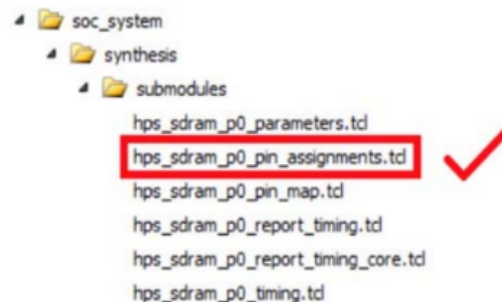 soc_system
synthesis
submodules
hps_sdram_p0_parameters.tcl
hps_sdram_p0_pin_assignments.tcl
hps_sdram_p0_pin_map.tcl
hps_sdram_p0_report_timing.tcl
hps_sdram_p0_report_timing_core.tcl
hps_sdram_p0_timing.tcl